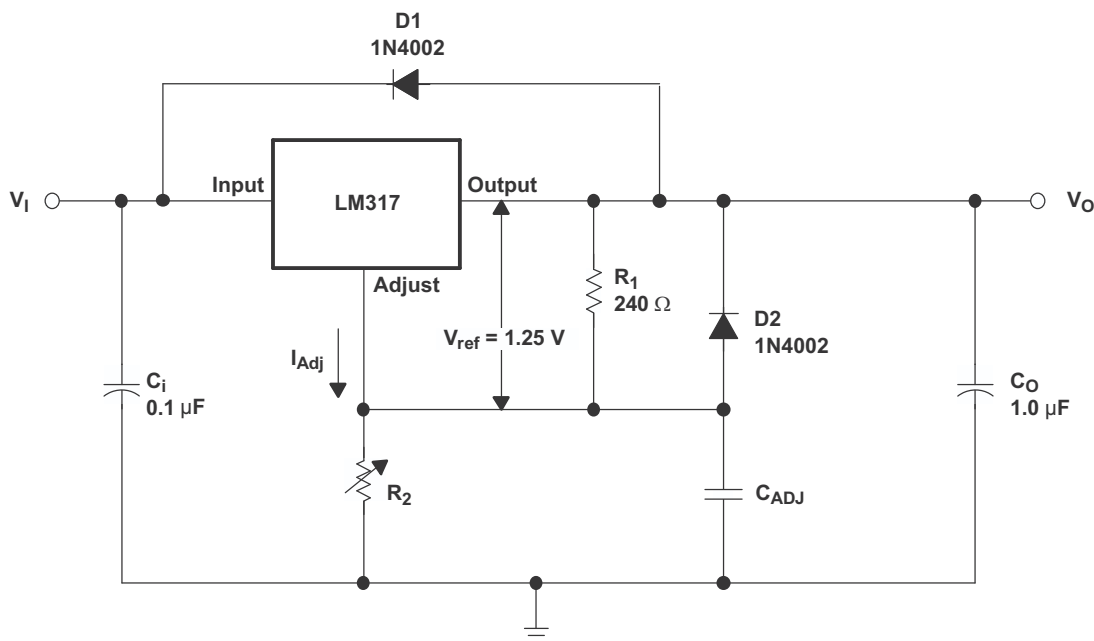 D1
1N4002
Input
LM317
Output
V_I
V_O
Adjust
R_1
240 Ω
D2
1N4002
V_ref = 1.25 V
I_Adj
C_i
0.1 μF
C_O
1.0 μF
R_2
C_ADJ